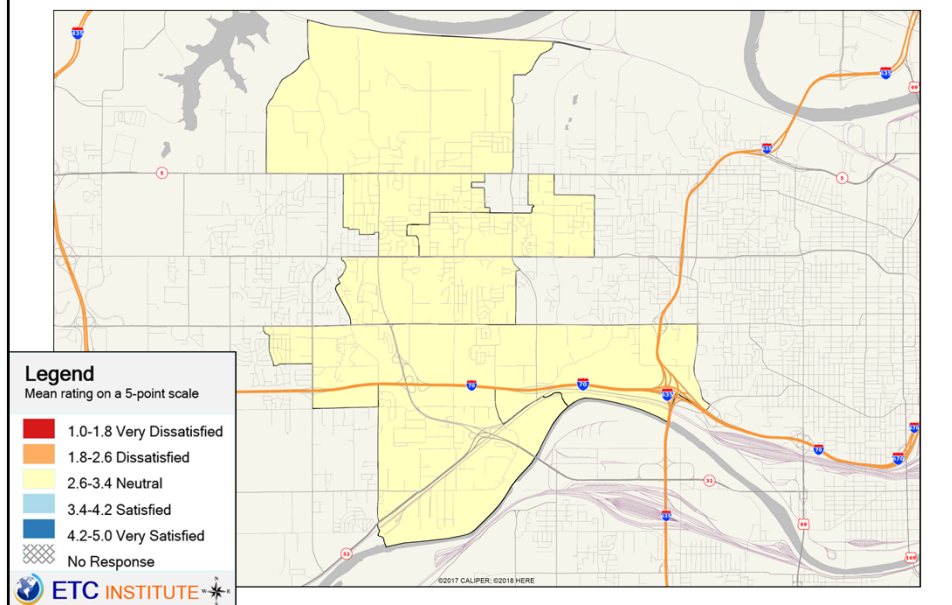 435
635
69
635
5
5
70
70
635
70
670
70
32
635
69
32
169
Legend
Mean rating on a 5-point scale
1.0-1.8 Very Dissatisfied
1.8-2.6 Dissatisfied
2.6-3.4 Neutral
3.4-4.2 Satisfied
4.2-5.0 Very Satisfied
No Response
©2017 CALIPER; ©2018 HERE
ETC INSTITUTE
N
W E
S